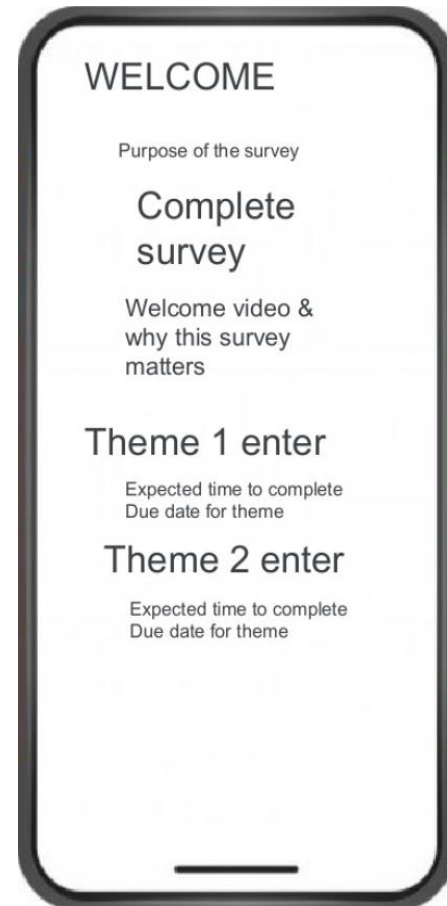 WELCOME
Purpose of the survey
Complete
survey
Welcome video &
why this survey
matters
Theme 1 enter
Expected time to complete
Due date for theme
Theme 2 enter
Expected time to complete
Due date for theme